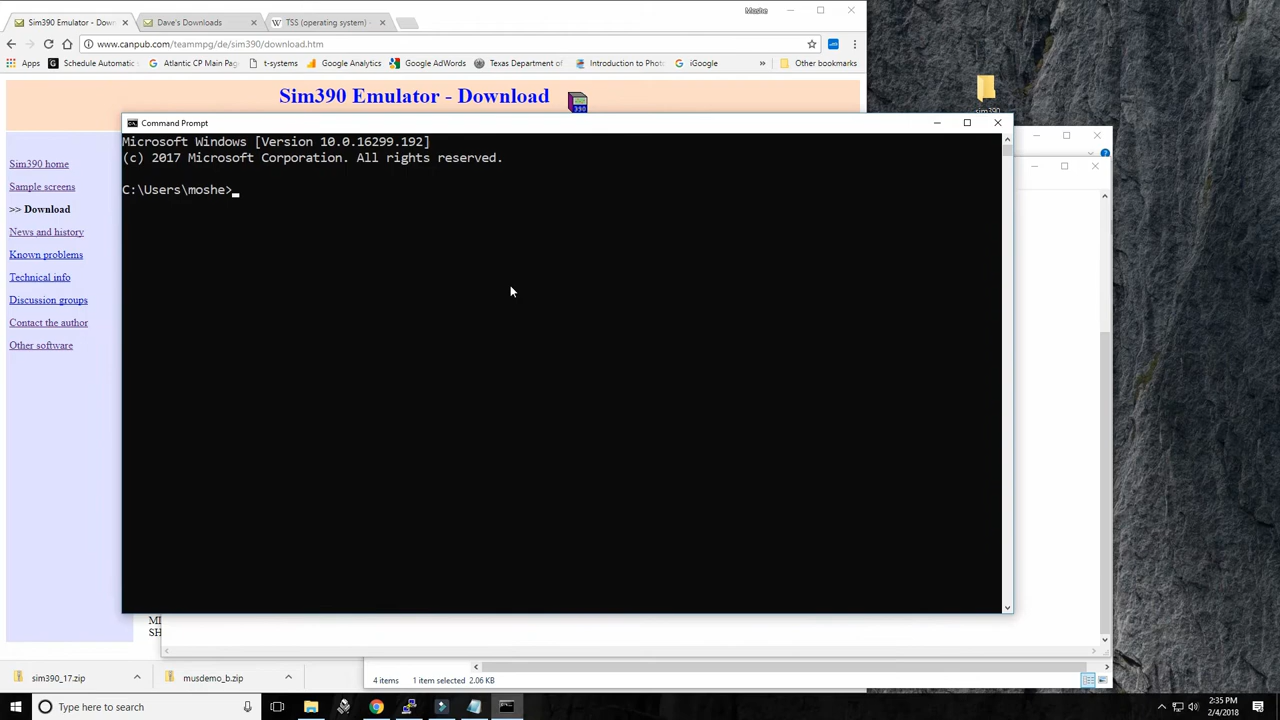 Sim390 Emulator - Down
Dave's Downloads
TSS (operating system) -
Moshe
www.canpub.com/teammpg/de/sim390/download.htm
Apps
Schedule Automatic
Atlantic CP Main Pag
t-systems
Google Analytics
Google AdWords
Texas Department of
Introduction to Phot
iGoogle
»
Other bookmarks
Sim390 Emulator - Download
390
sim390
Command Prompt
Microsoft Windows [Version 10.0.16299.192]
(c) 2017 Microsoft Corporation. All rights reserved.
C:\Users\moshe>
Sim390 home
Sample screens
>> Download
News and history
Known problems
Technical info
Discussion groups
Contact the author
Other software
SH
sim390_17.zip
musdemo_b.zip
4 items
1 item selected 2.06 KB
Type here to search
2:35 PM
2/4/2018